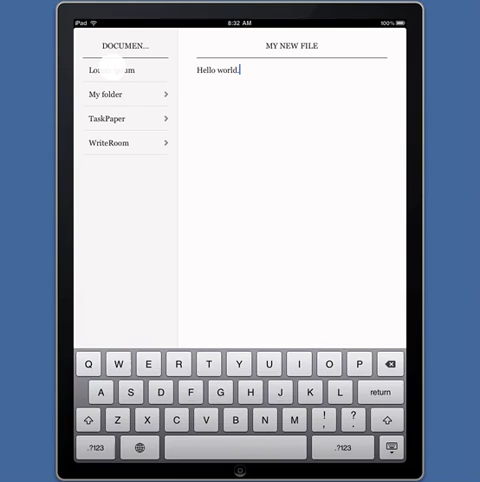 iPad 8:32 AM 100%
DOCUMEN... MY NEW FILE
Hello world.
My folder
TaskPaper
WriteRoom
Q W E R T Y U I O P
A S D F G H J K L return
Z X C V B N M ! , ? .
.?123 .?123